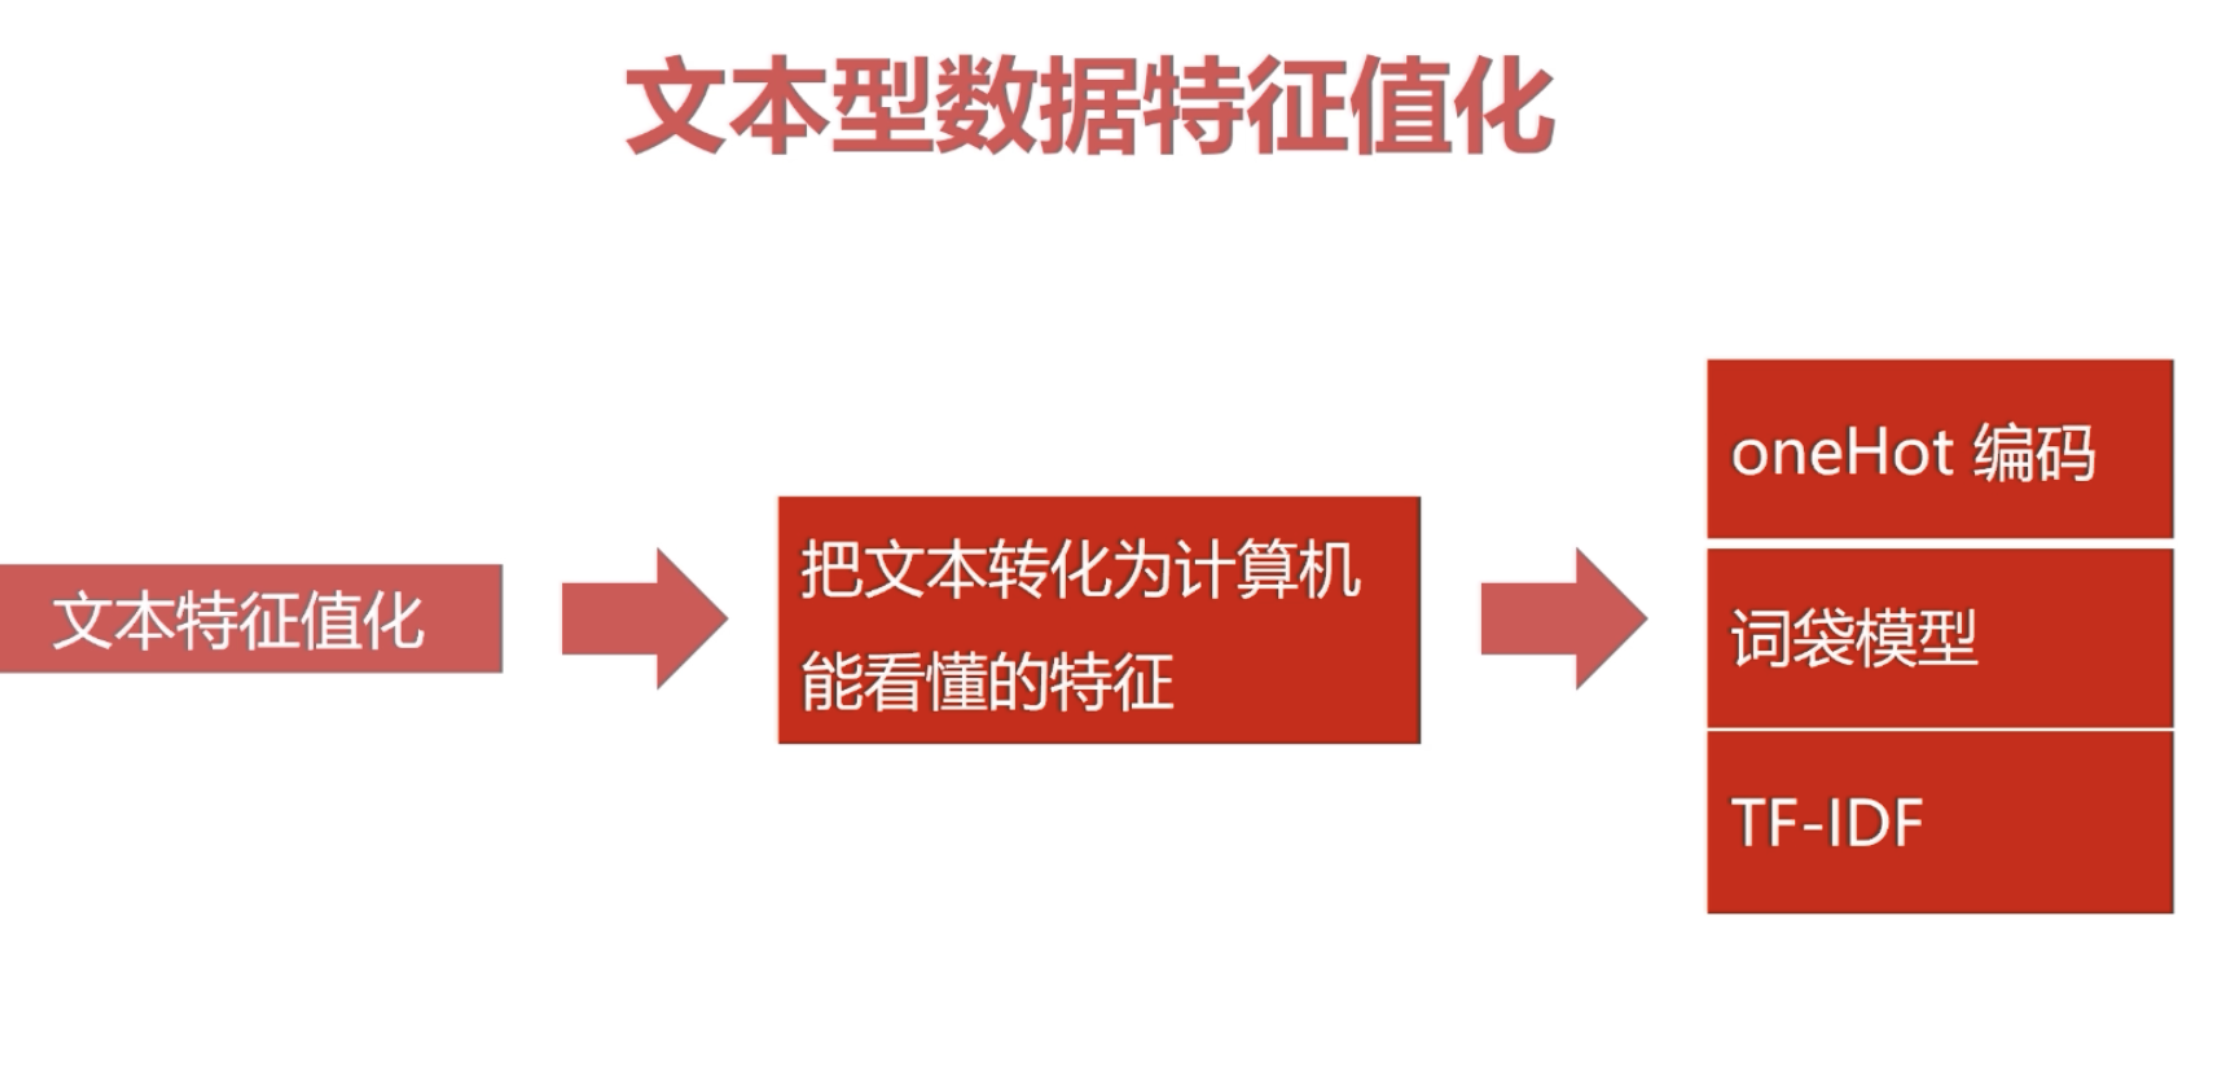 文本型数据特征值化
文本特征值化
把文本转化为计算机
能看懂的特征
oneHot 编码
词袋模型
TF-IDF